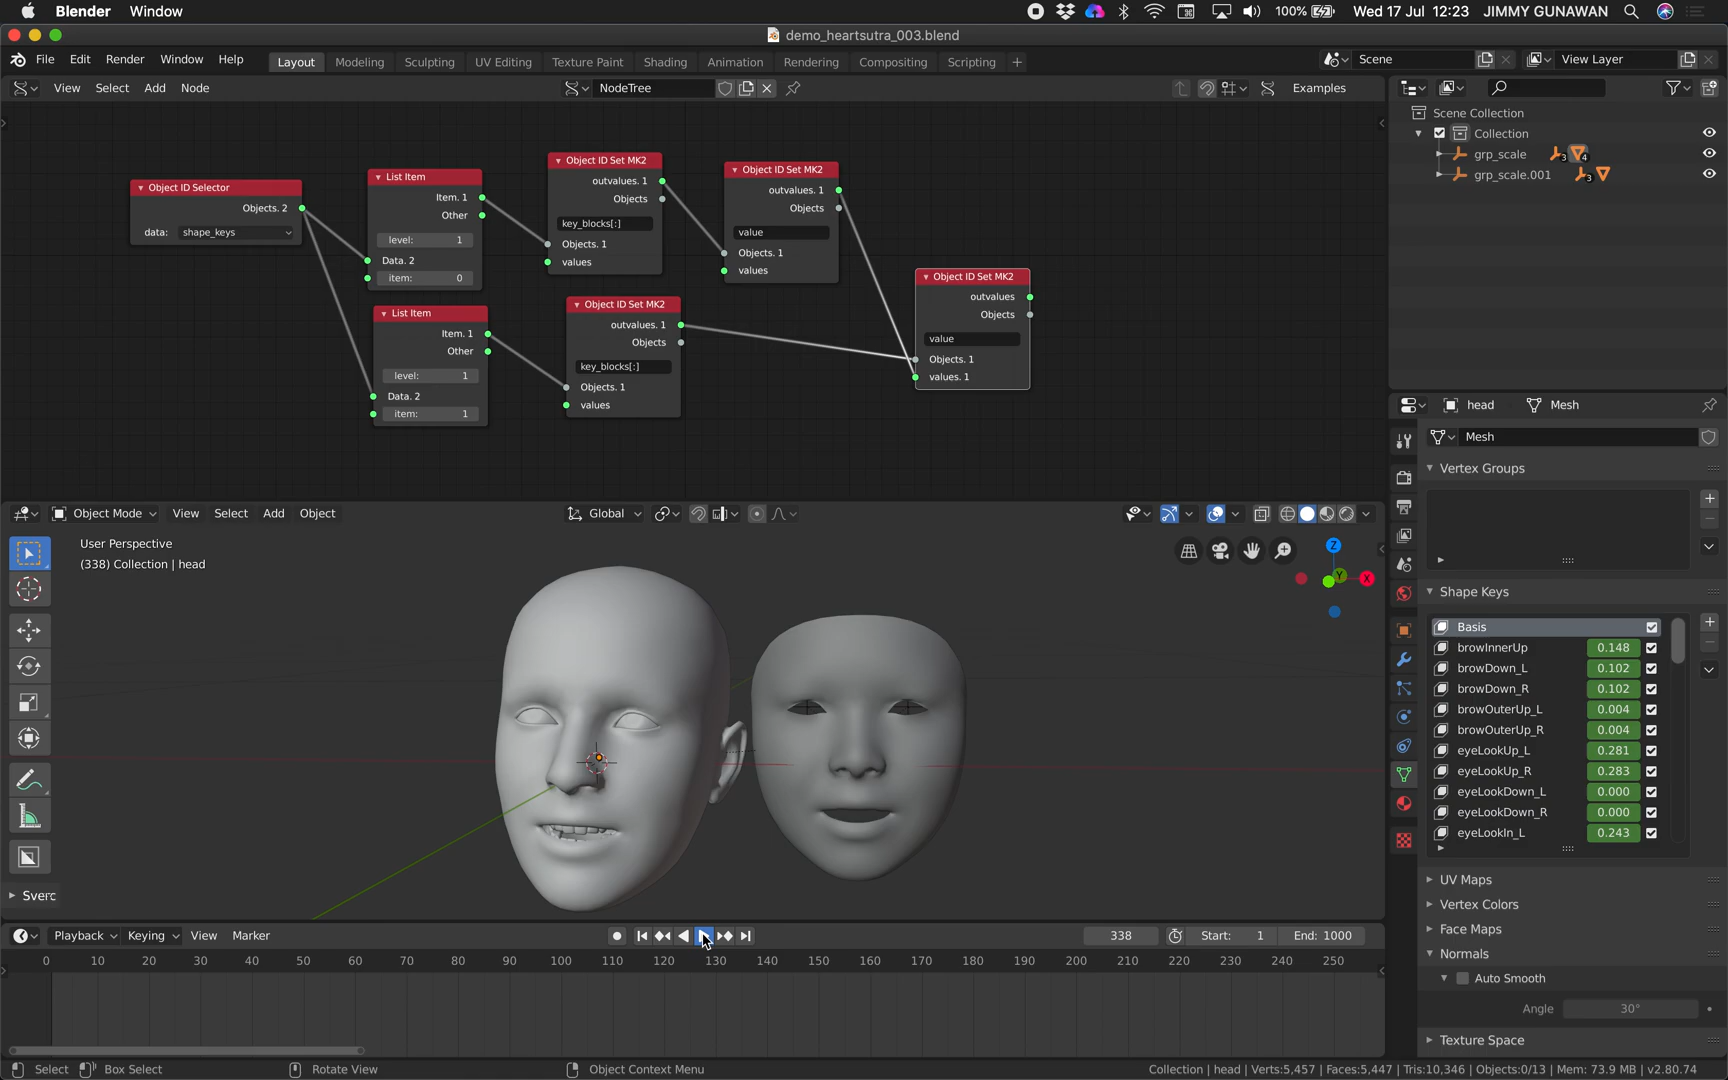 Blender Window 100% Wed 17 Jul 12:23 JIMMY GUNAWAN
demo_heartsutra_003.blend
File Edit Render Window Help Layout Modeling Sculpting UV Editing Texture Paint Shading Animation Rendering Compositing Scripting + Scene View Layer
View Select Add Node NodeTree Examples
Scene Collection
Collection
grp_scale 3 4
grp_scale.001 3
Object ID Selector
Objects. 2
data: shape_keys
List Item
Item. 1
Other
level: 1
Data. 2
item: 0
Object ID Set MK2
outvalues. 1
Objects
key_blocks[:]
Objects. 1
values
Object ID Set MK2
outvalues. 1
Objects
value
Objects. 1
values
List Item
Item. 1
Other
level: 1
Data. 2
item: 1
Object ID Set MK2
outvalues. 1
Objects
key_blocks[:]
Objects. 1
values
Object ID Set MK2
outvalues
Objects
value
Objects. 1
values. 1
head Mesh
Mesh
Vertex Groups
Shape Keys
Basis
browInnerUp 0.148
browDown_L 0.102
browDown_R 0.102
browOuterUp_L 0.004
browOuterUp_R 0.004
eyeLookUp_L 0.281
eyeLookUp_R 0.283
eyeLookDown_L 0.000
eyeLookDown_R 0.000
eyeLookIn_L 0.243
UV Maps
Vertex Colors
Face Maps
Normals
Auto Smooth
Angle 30°
Texture Space
Object Mode View Select Add Object Global
User Perspective
(338) Collection | head
Z
Y
X
Sverc
Playback Keying View Marker 338 Start: 1 End: 1000
0 10 20 30 40 50 60 70 80 90 100 110 120 130 140 150 160 170 180 190 200 210 220 230 240 250
Select Box Select Rotate View Object Context Menu Collection | head | Verts:5,457 | Faces:5,447 | Tris:10,346 | Objects:0/13 | Mem: 73.9 MB | v2.80.74